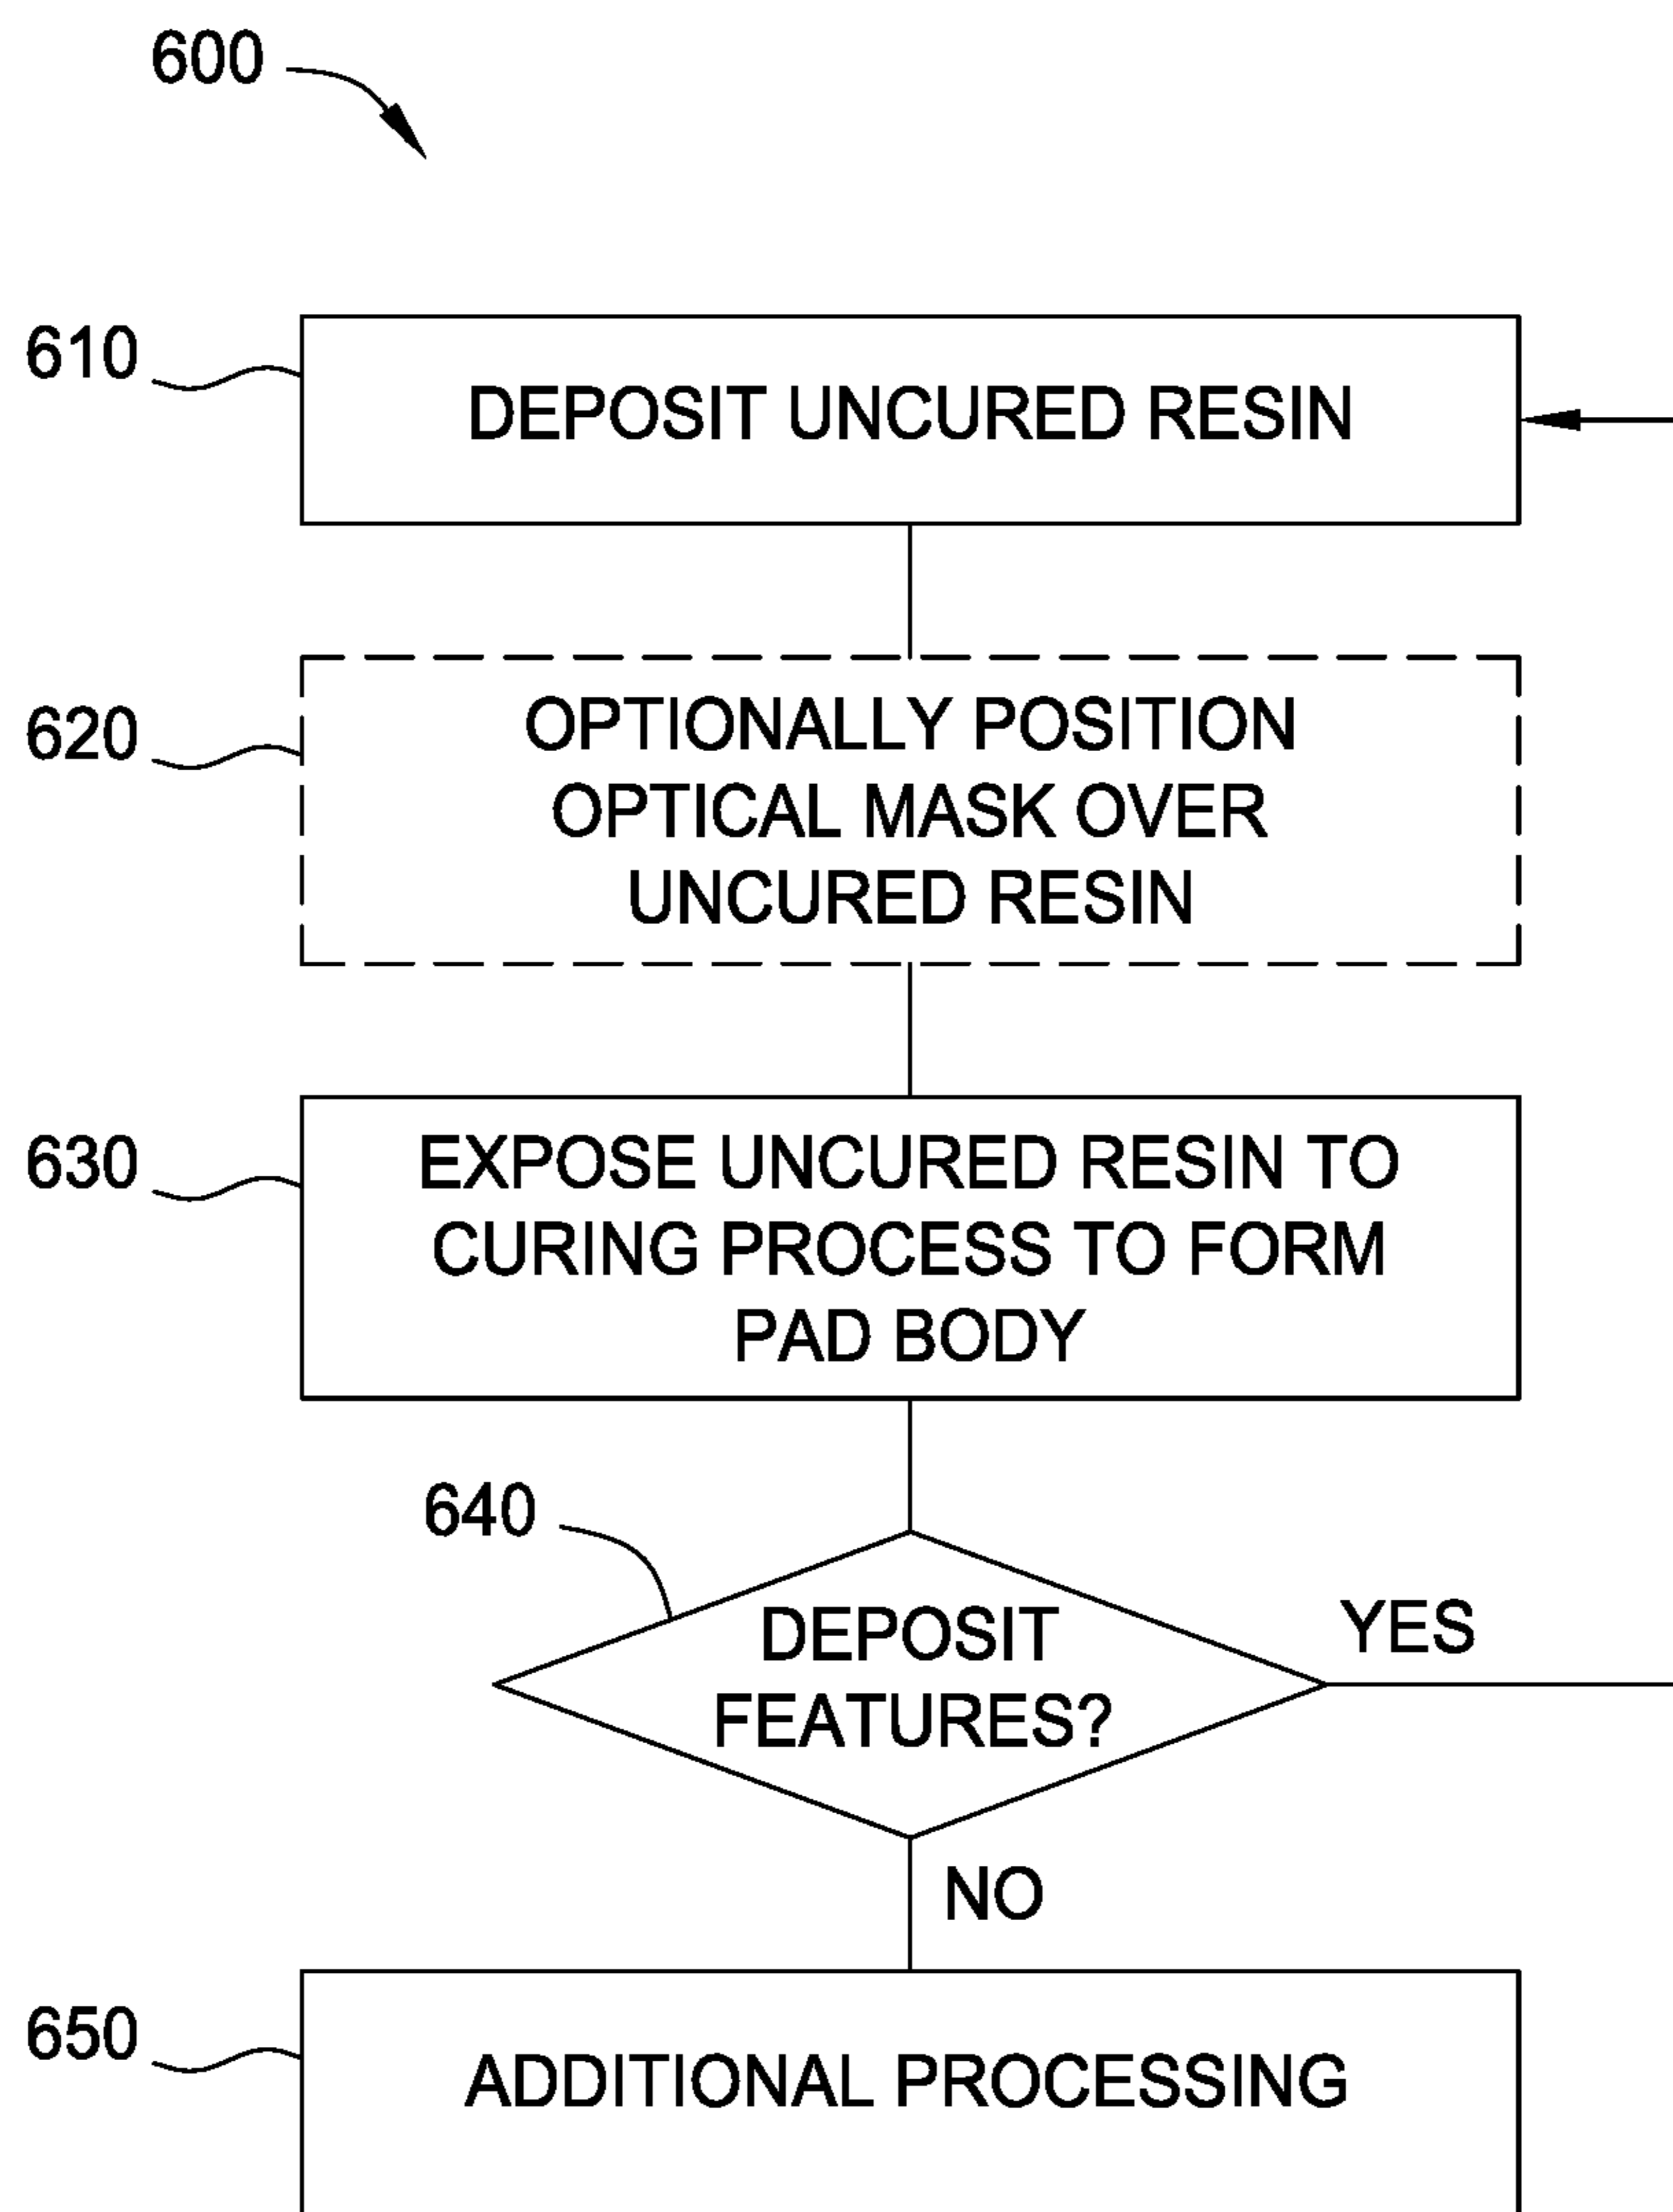 600
610
DEPOSIT UNCURED RESIN
620
OPTIONALLY POSITION
OPTICAL MASK OVER
UNCURED RESIN
630
EXPOSE UNCURED RESIN TO
CURING PROCESS TO FORM
PAD BODY
640
DEPOSIT
FEATURES?
YES
NO
650
ADDITIONAL PROCESSING